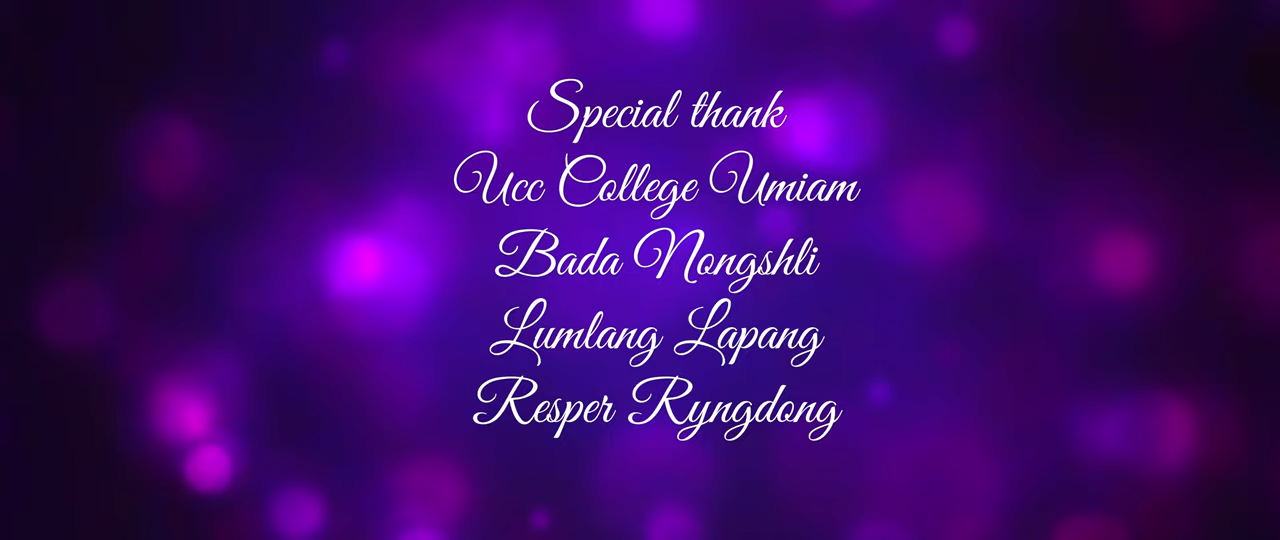 Special thank
Ucc College Umiam
Bada Nongshli
Lumlang Lapang
Resper Ryngdong